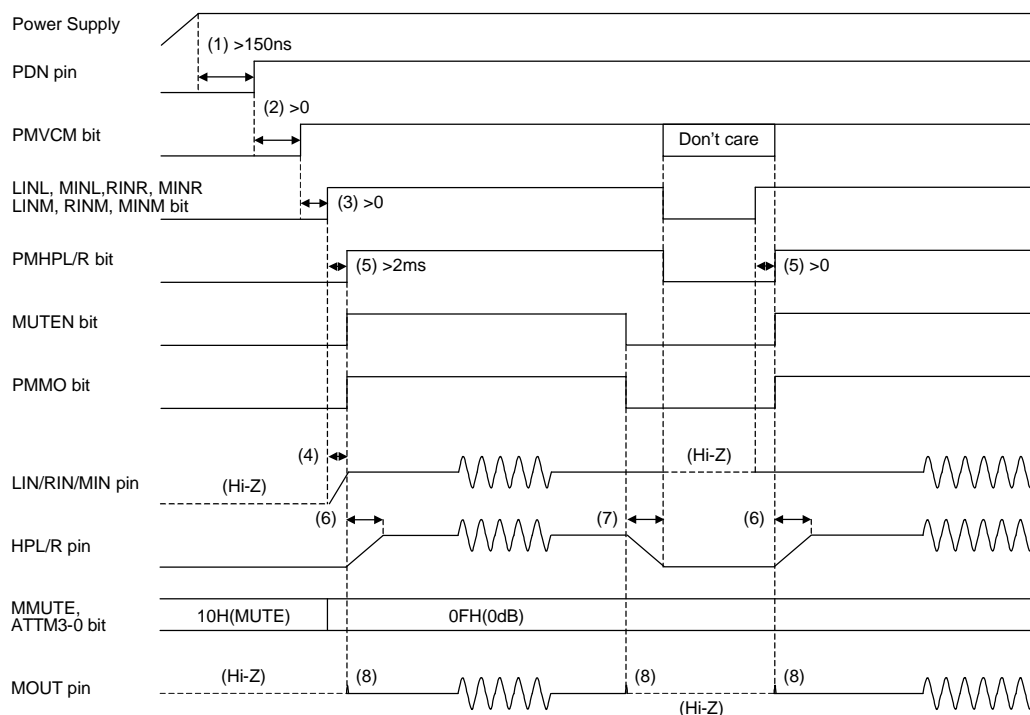 Power Supply
(1) >150ns
PDN pin
(2) >0
PMVCM bit
Don't care
LINL, MINL,RINR, MINR
LINM, RINM, MINM bit
(3) >0
PMHPL/R bit
(5) >2ms
(5) >0
MUTEN bit
PMMO bit
(4)
(Hi-Z)
LIN/RIN/MIN pin
(Hi-Z)
(6)
(7)
(6)
HPL/R pin
MMUTE,
ATTM3-0 bit
10H(MUTE)
0FH(0dB)
(Hi-Z)
(8)
(8)
(8)
MOUT pin
(Hi-Z)